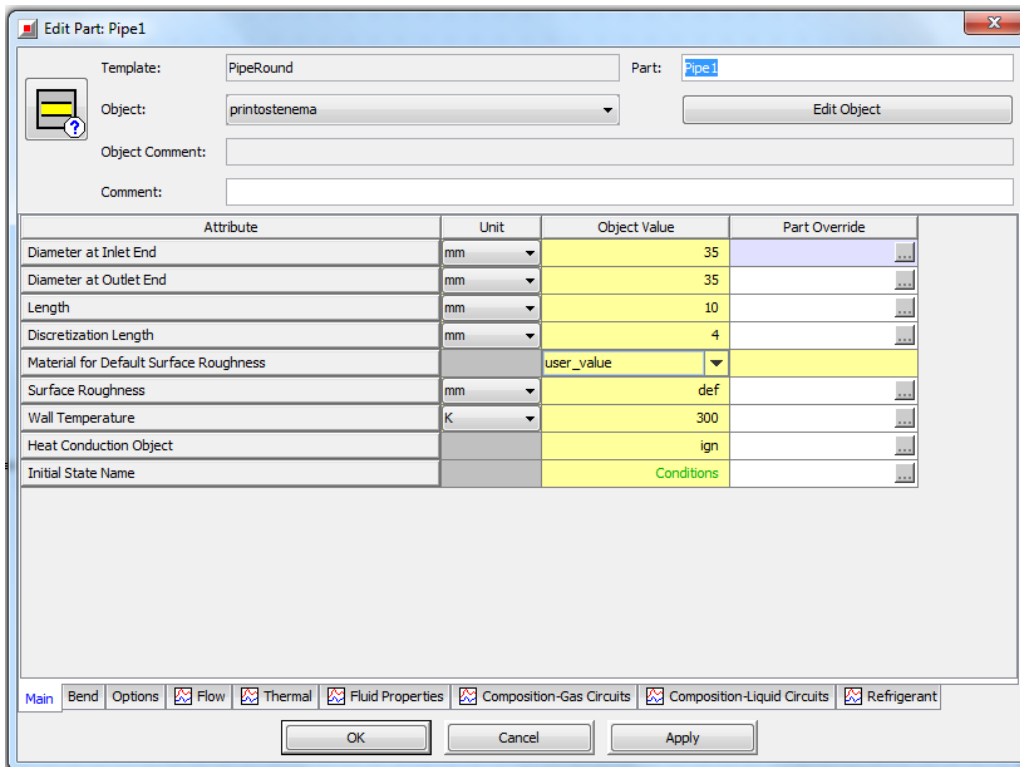 Edit Part: Pipe1
Template: PipeRound Part: Pipe1
Object: printostenema Edit Object
Object Comment:
Comment:
Attribute Unit Object Value Part Override
Diameter at Inlet End mm 35 ...
Diameter at Outlet End mm 35 ...
Length mm 10 ...
Discretization Length mm 4 ...
Material for Default Surface Roughness user_value
Surface Roughness mm def ...
Wall Temperature K 300 ...
Heat Conduction Object ign ...
Initial State Name Conditions ...
Main Bend Options Flow Thermal Fluid Properties Composition-Gas Circuits Composition-Liquid Circuits Refrigerant
OK Cancel Apply